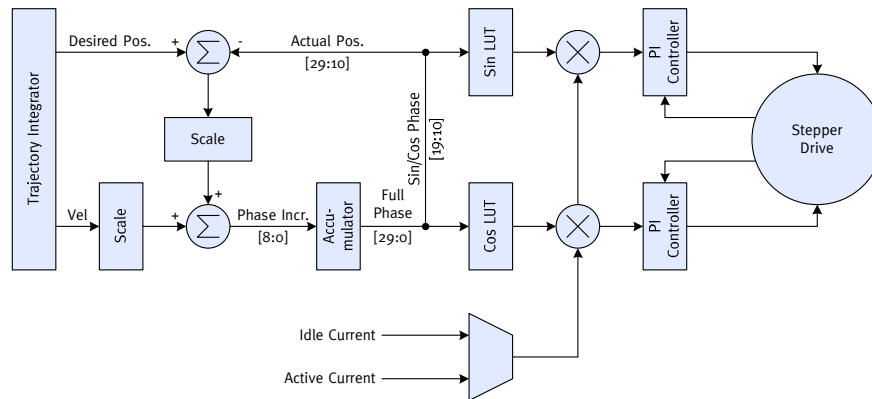 Trajectory Integrator
Desired Pos.
+
Σ
-
Actual Pos.
[29:10]
Sin LUT
PI
Controller
Scale
Sin/Cos Phase
[19:10]
Stepper
Drive
Vel
Scale
+
+
Σ
Phase Incr.
[8:0]
Accu-
mulator
Full
Phase
[29:0]
Cos LUT
PI
Controller
Idle Current
Active Current